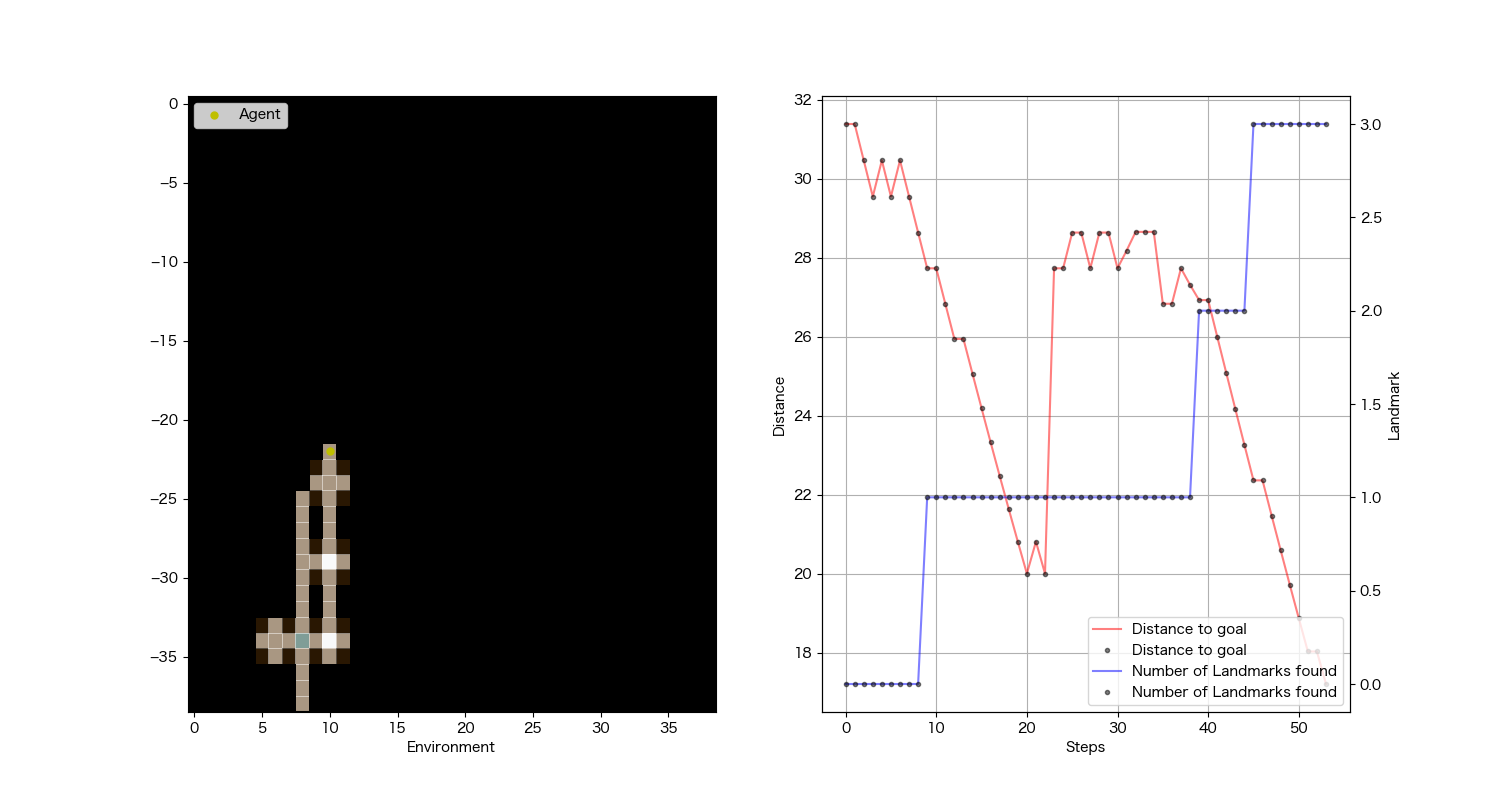 Agent
0
−5
−10
−15
−20
−25
−30
−35
0 5 10 15 20 25 30 35
Environment
32
30
28
26
24
22
20
18
Distance
3.0
2.5
2.0
1.5
1.0
0.5
0.0
Landmark
Distance to goal
Distance to goal
Number of Landmarks found
Number of Landmarks found
0 10 20 30 40 50
Steps